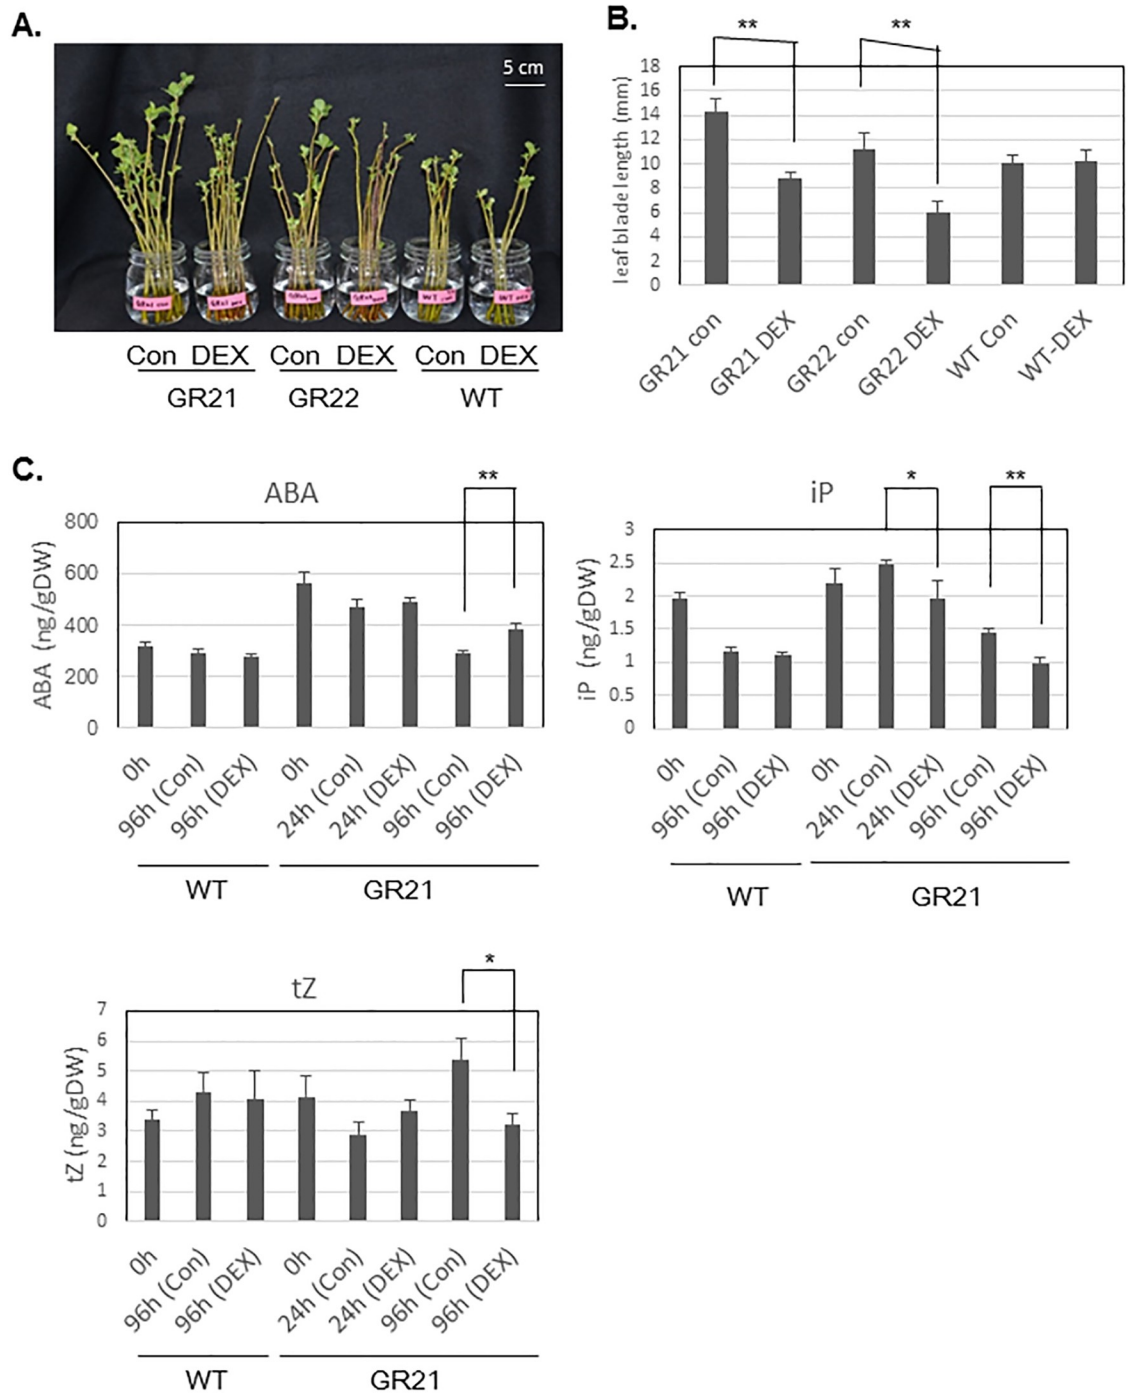 A.
5 cm
WT
WT
Con DEX Con DEX Con DEX
GR21 GR22 WT
B.
** **
leaf blade length (mm)
18
16
14
12
10
8
6
4
2
0
GR21 con
GR21 DEX
GR22 con
GR22 DEX
WT Con
WT-DEX
C.
ABA
**
ABA (ng/gDW)
800
600
400
200
0
0h
96h (Con)
96h (DEX)
0h
24h (Con)
24h (DEX)
96h (Con)
96h (DEX)
WT GR21
iP
* **
iP (ng/gDW)
3
2.5
2
1.5
1
0.5
0
0h
96h (Con)
96h (DEX)
0h
24h (Con)
24h (DEX)
96h (Con)
96h (DEX)
WT GR21
tZ
*
tZ (ng/gDW)
7
6
5
4
3
2
1
0
0h
96h (Con)
96h (DEX)
0h
24h (Con)
24h (DEX)
96h (Con)
96h (DEX)
WT GR21